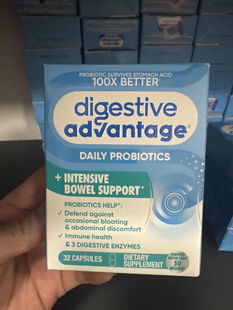 PROBIOTIC SURVIVES STOMACH ACID
100X BETTER*
digestive
advantage®
DAILY PROBIOTICS
+ INTENSIVE
BOWEL SUPPORT*
PROBIOTICS HELP*:
✓ Defend against
occasional bloating
& abdominal discomfort
✓ Immune health
& 3 DIGESTIVE ENZYMES
32 CAPSULES
DIETARY
SUPPLEMENT